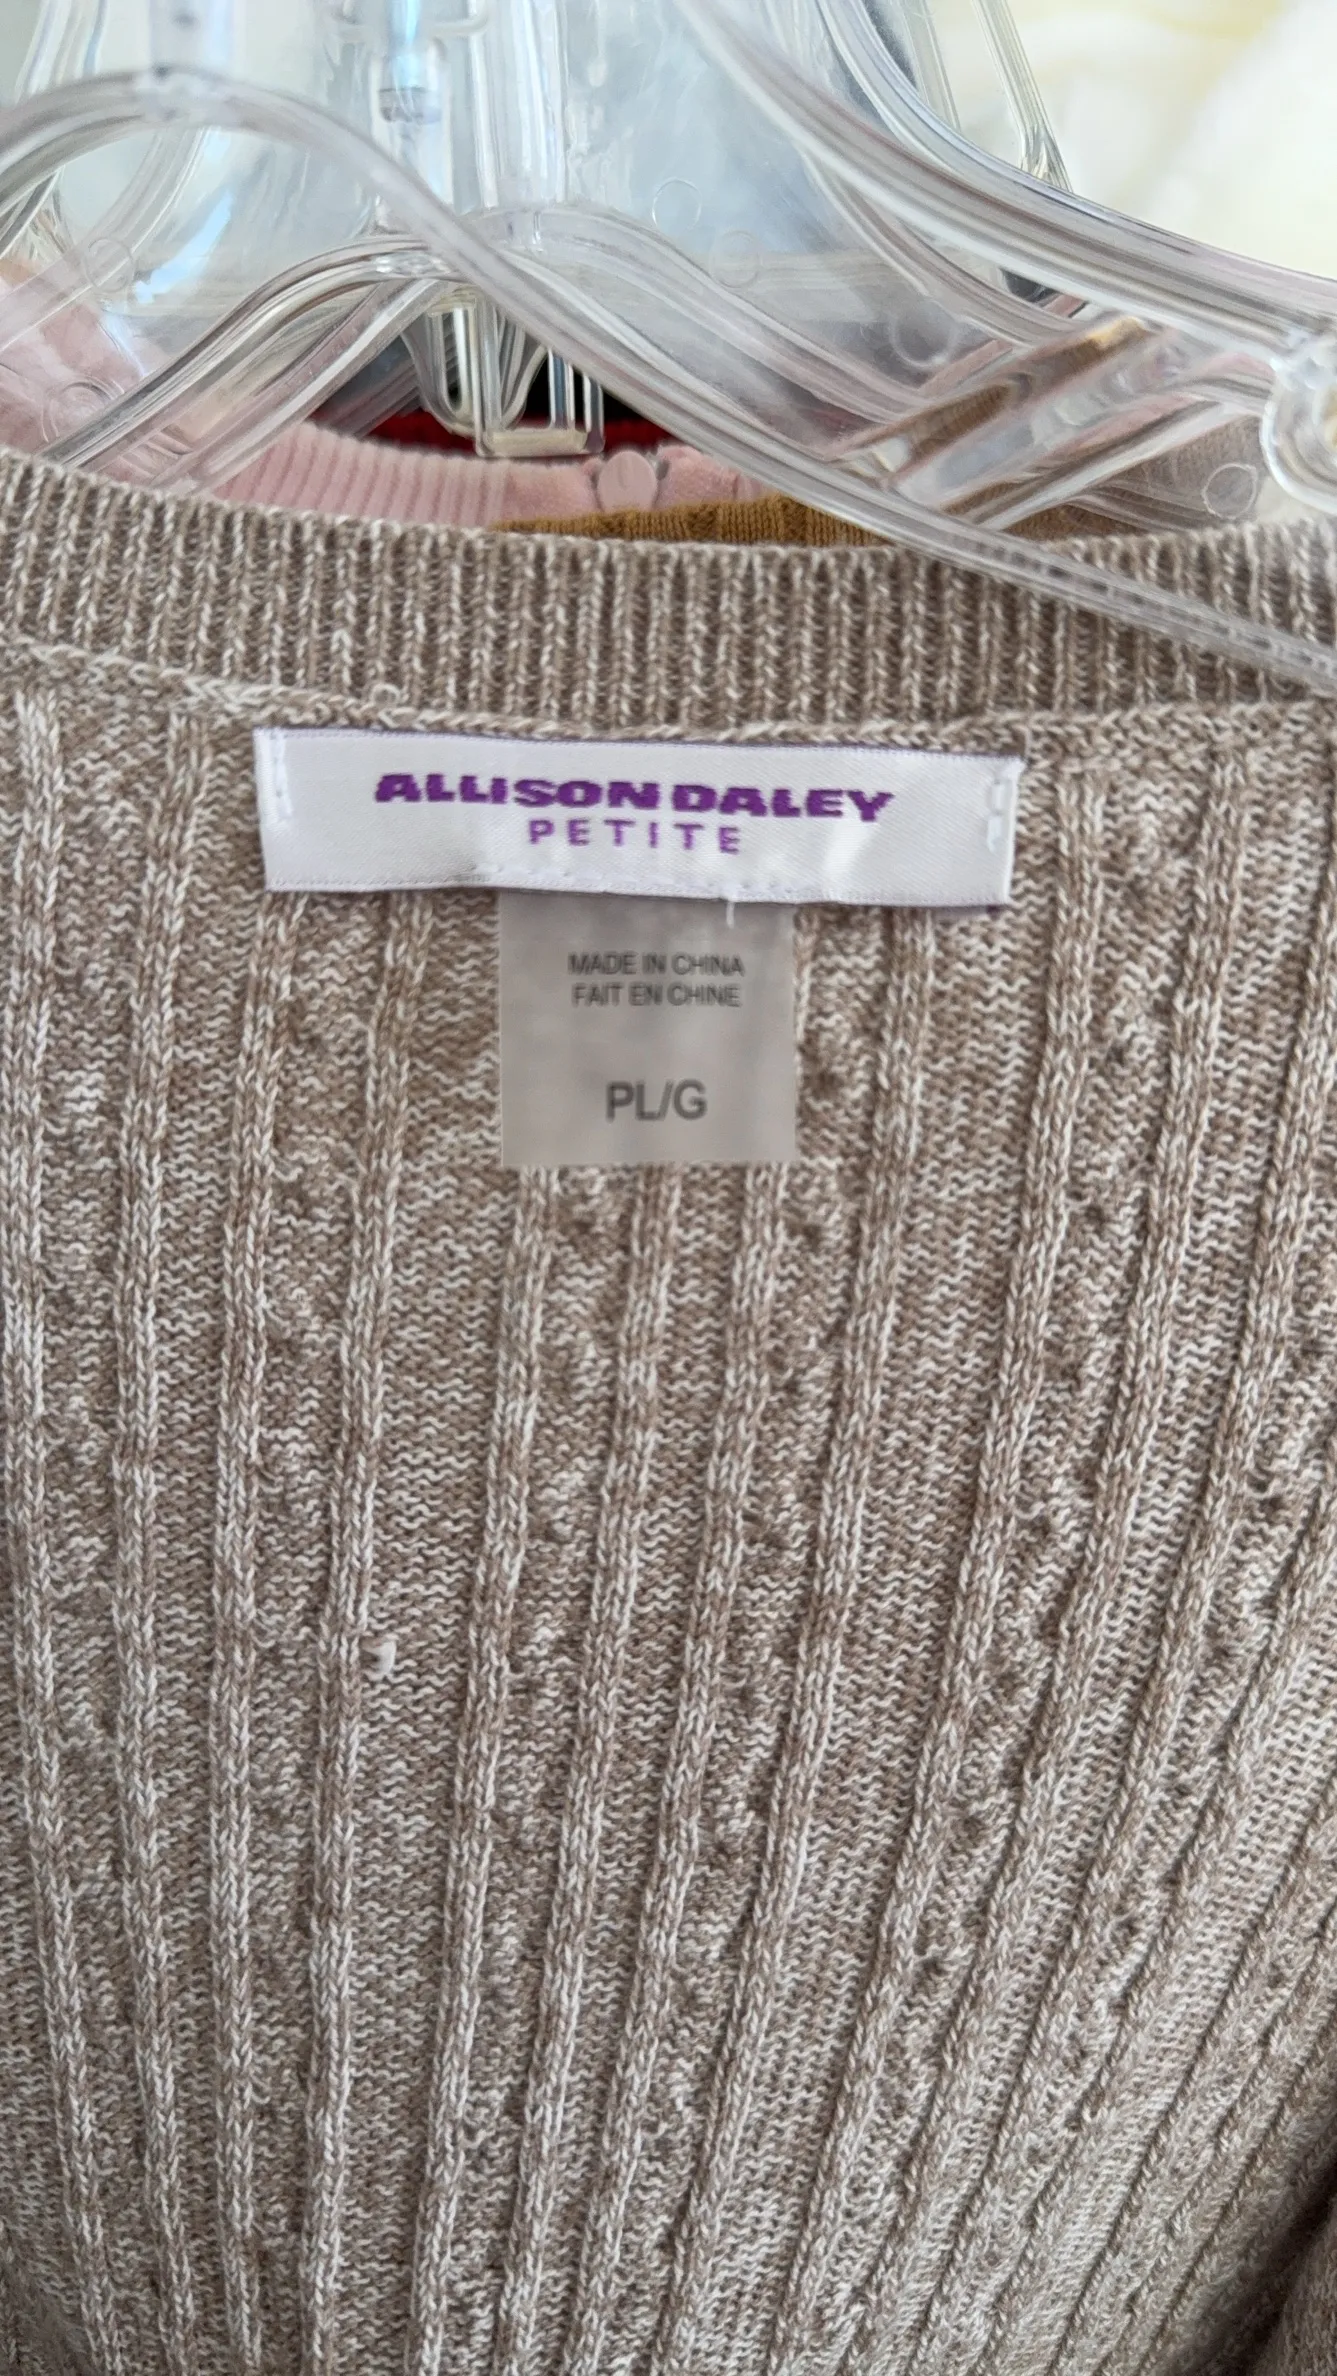 ALLISON DALEY
PETITE
MADE IN CHINA
FAIT EN CHINE
PL/G